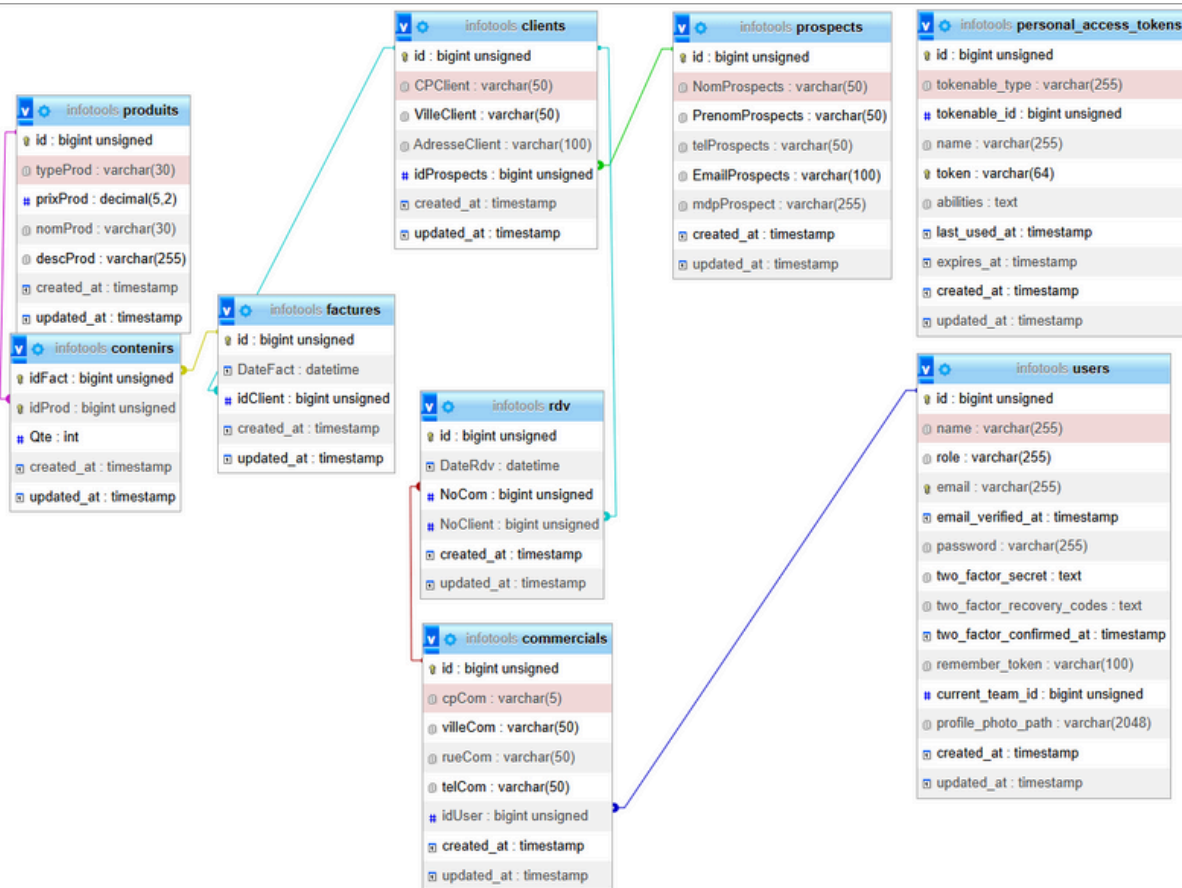 infotools clients
id : bigint unsigned
CPClient : varchar(50)
VilleClient : varchar(50)
AdresseClient : varchar(100)
idProspects : bigint unsigned
created_at : timestamp
updated_at : timestamp
infotools prospects
id : bigint unsigned
NomProspects : varchar(50)
PrenomProspects : varchar(50)
telProspects : varchar(50)
EmailProspects : varchar(100)
mdpProspect : varchar(255)
created_at : timestamp
updated_at : timestamp
infotools personal_access_tokens
id : bigint unsigned
tokenable_type : varchar(255)
tokenable_id : bigint unsigned
name : varchar(255)
token : varchar(64)
abilities : text
last_used_at : timestamp
expires_at : timestamp
created_at : timestamp
updated_at : timestamp
infotools produits
id : bigint unsigned
typeProd : varchar(30)
prixProd : decimal(5,2)
nomProd : varchar(30)
descProd : varchar(255)
created_at : timestamp
updated_at : timestamp
infotools contenirs
idFact : bigint unsigned
idProd : bigint unsigned
Qte : int
created_at : timestamp
updated_at : timestamp
infotools factures
id : bigint unsigned
DateFact : datetime
idClient : bigint unsigned
created_at : timestamp
updated_at : timestamp
infotools rdv
id : bigint unsigned
DateRdv : datetime
NoCom : bigint unsigned
NoClient : bigint unsigned
created_at : timestamp
updated_at : timestamp
infotools commercials
id : bigint unsigned
cpCom : varchar(5)
villeCom : varchar(50)
rueCom : varchar(50)
telCom : varchar(50)
idUser : bigint unsigned
created_at : timestamp
updated_at : timestamp
infotools users
id : bigint unsigned
name : varchar(255)
role : varchar(255)
email : varchar(255)
email_verified_at : timestamp
password : varchar(255)
two_factor_secret : text
two_factor_recovery_codes : text
two_factor_confirmed_at : timestamp
remember_token : varchar(100)
current_team_id : bigint unsigned
profile_photo_path : varchar(2048)
created_at : timestamp
updated_at : timestamp